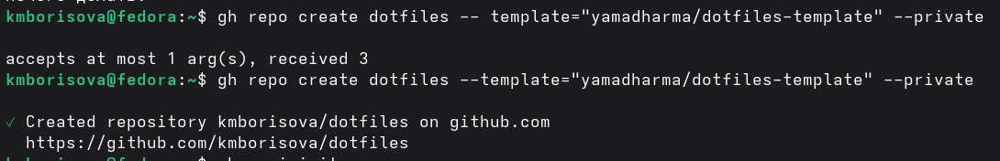 kmborisova@fedora:~$ gh repo create dotfiles -- template="yamadharma/dotfiles-template" --private
accepts at most 1 arg(s), received 3
kmborisova@fedora:~$ gh repo create dotfiles --template="yamadharma/dotfiles-template" --private
✓ Created repository kmborisova/dotfiles on github.com
https://github.com/kmborisova/dotfiles